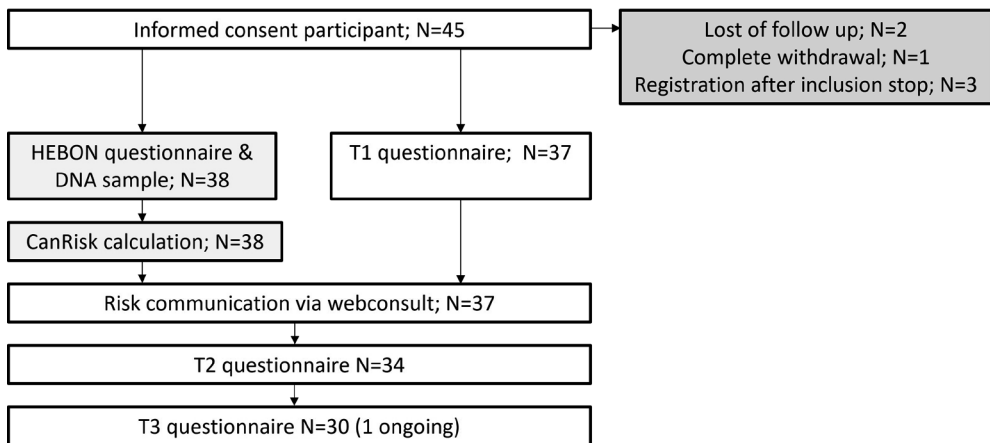 Informed consent participant; N=45
Lost of follow up; N=2
Complete withdrawal; N=1
Registration after inclusion stop; N=3
HEBON questionnaire &
DNA sample; N=38
T1 questionnaire; N=37
CanRisk calculation; N=38
Risk communication via webconsult; N=37
T2 questionnaire N=34
T3 questionnaire N=30 (1 ongoing)